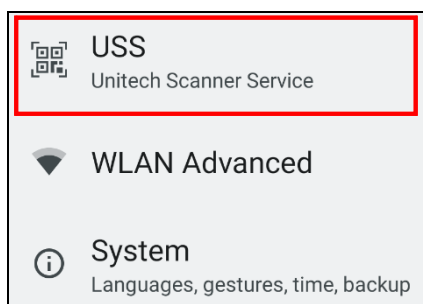 USS
Unitech Scanner Service
WLAN Advanced
System
Languages, gestures, time, backup